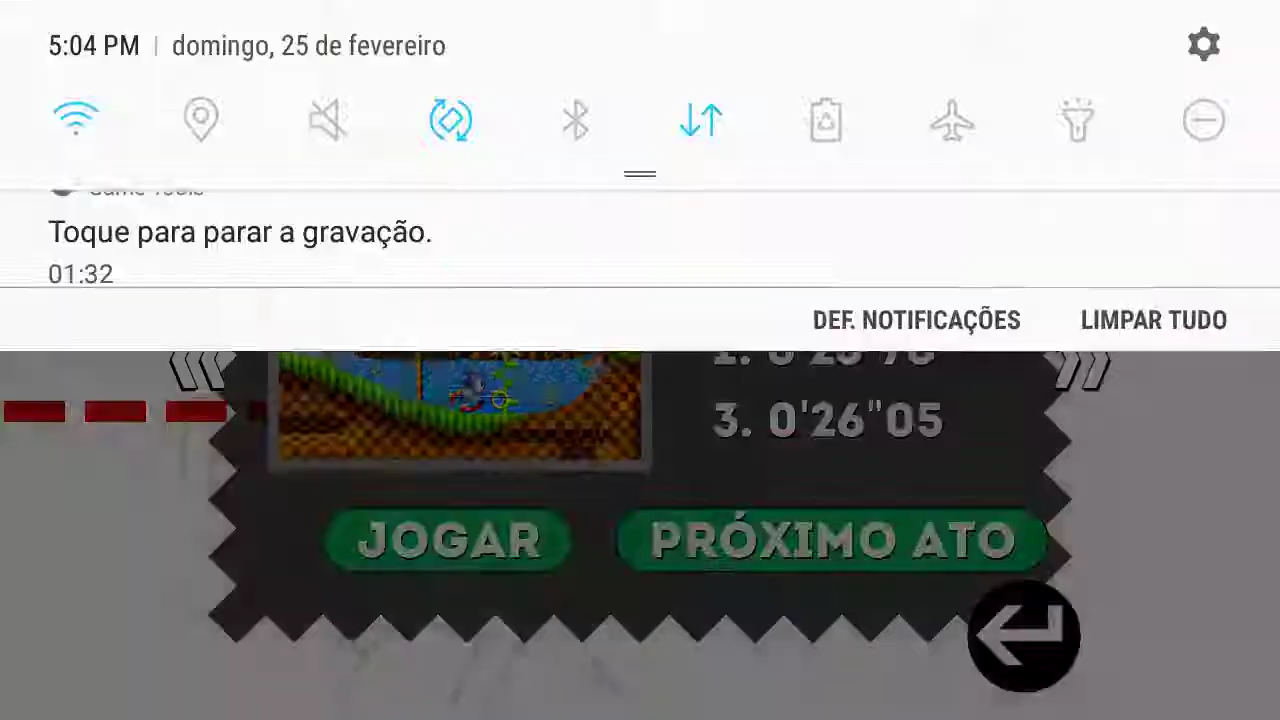 5:04 PM | domingo, 25 de fevereiro
Toque para parar a gravação.
01:32
DEF. NOTIFICAÇÕES LIMPAR TUDO
3. 0'26"05
JOGAR PRÓXIMO ATO